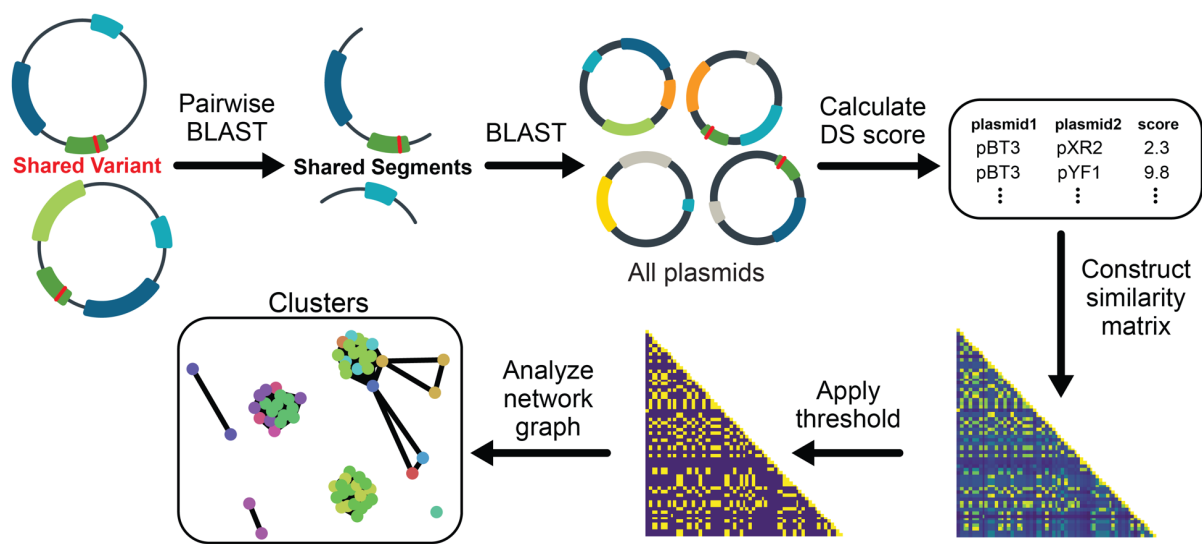 Pairwise
BLAST
Shared Variant
Shared Segments
BLAST
All plasmids
Calculate
DS score
plasmid1 plasmid2 score
pBT3 pXR2 2.3
pBT3 pYF1 9.8
Construct
similarity
matrix
Apply
threshold
Analyze
network
graph
Clusters